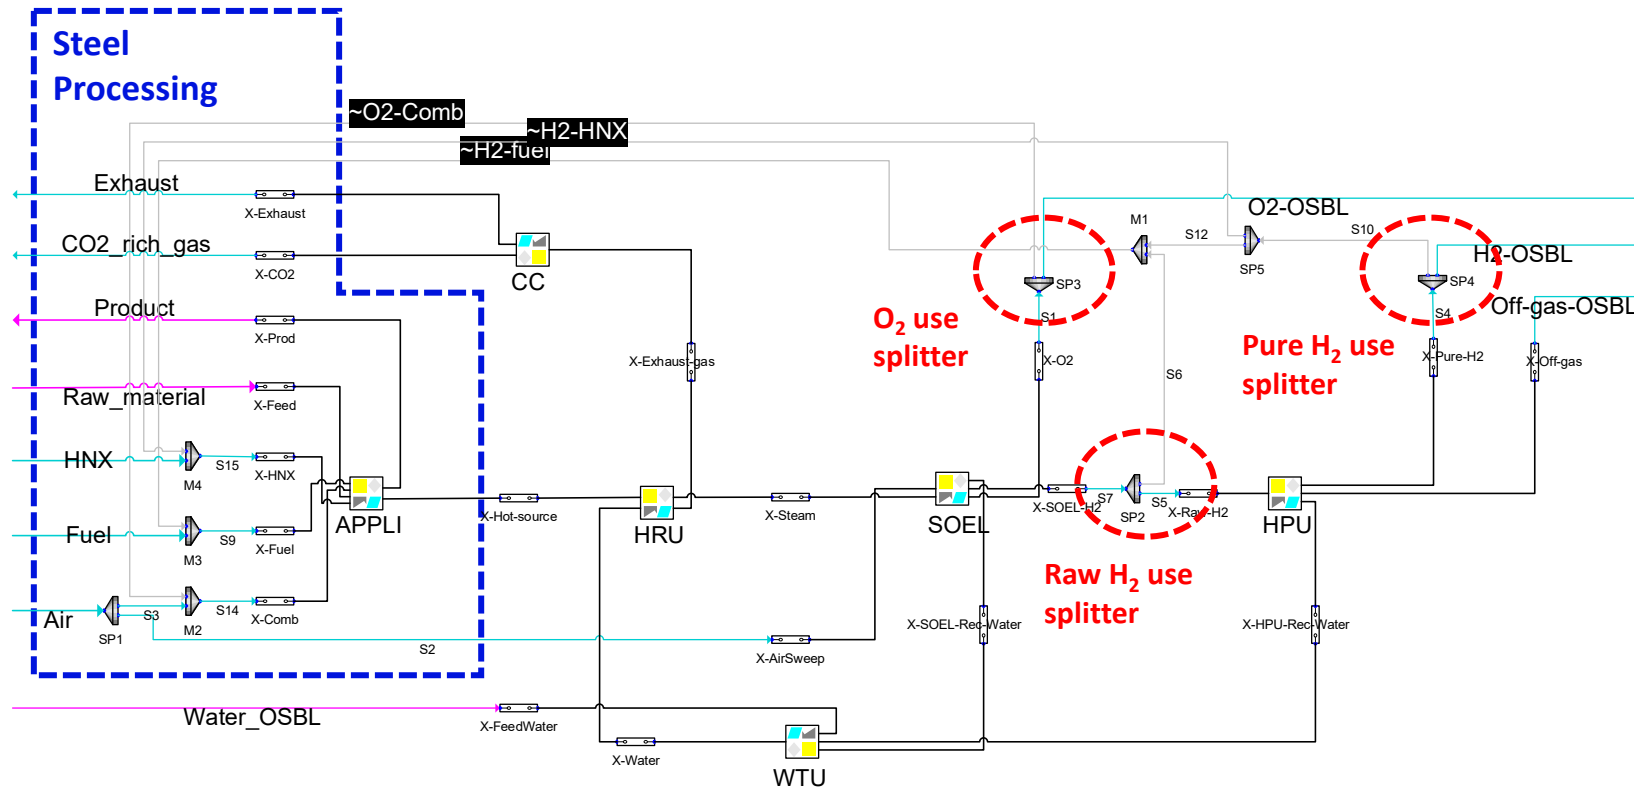 Steel
Processing
~O2-Comb
~H2-HNX
~H2-fuel
Exhaust
X-Exhaust
CO2_rich_gas
X-CO2
CC
Product
X-Prod
X-Exhaust-gas
Raw_material
X-Feed
HNX
M4
S15
X-HNX
APPLI
X-Hot-source
HRU
X-Steam
SOEL
Fuel
M3
S9
X-Fuel
Air
SP1
S3
M2
S14
X-Comb
S2
X-AirSweep
Water_OSBL
X-FeedWater
X-Water
WTU
O2-OSBL
M1
S12
SP5
S10
H2-OSBL
SP3
SP4
S1
S4
Off-gas-OSBL
O2 use
splitter
Pure H2 use
splitter
X-O2
X-Pure-H2
X-Off-gas
S6
X-SOEL-H2
S7
SP2
S5
X-Raw-H2
HPU
Raw H2 use
splitter
X-SOEL-Rec-Water
X-HPU-Rec-Water